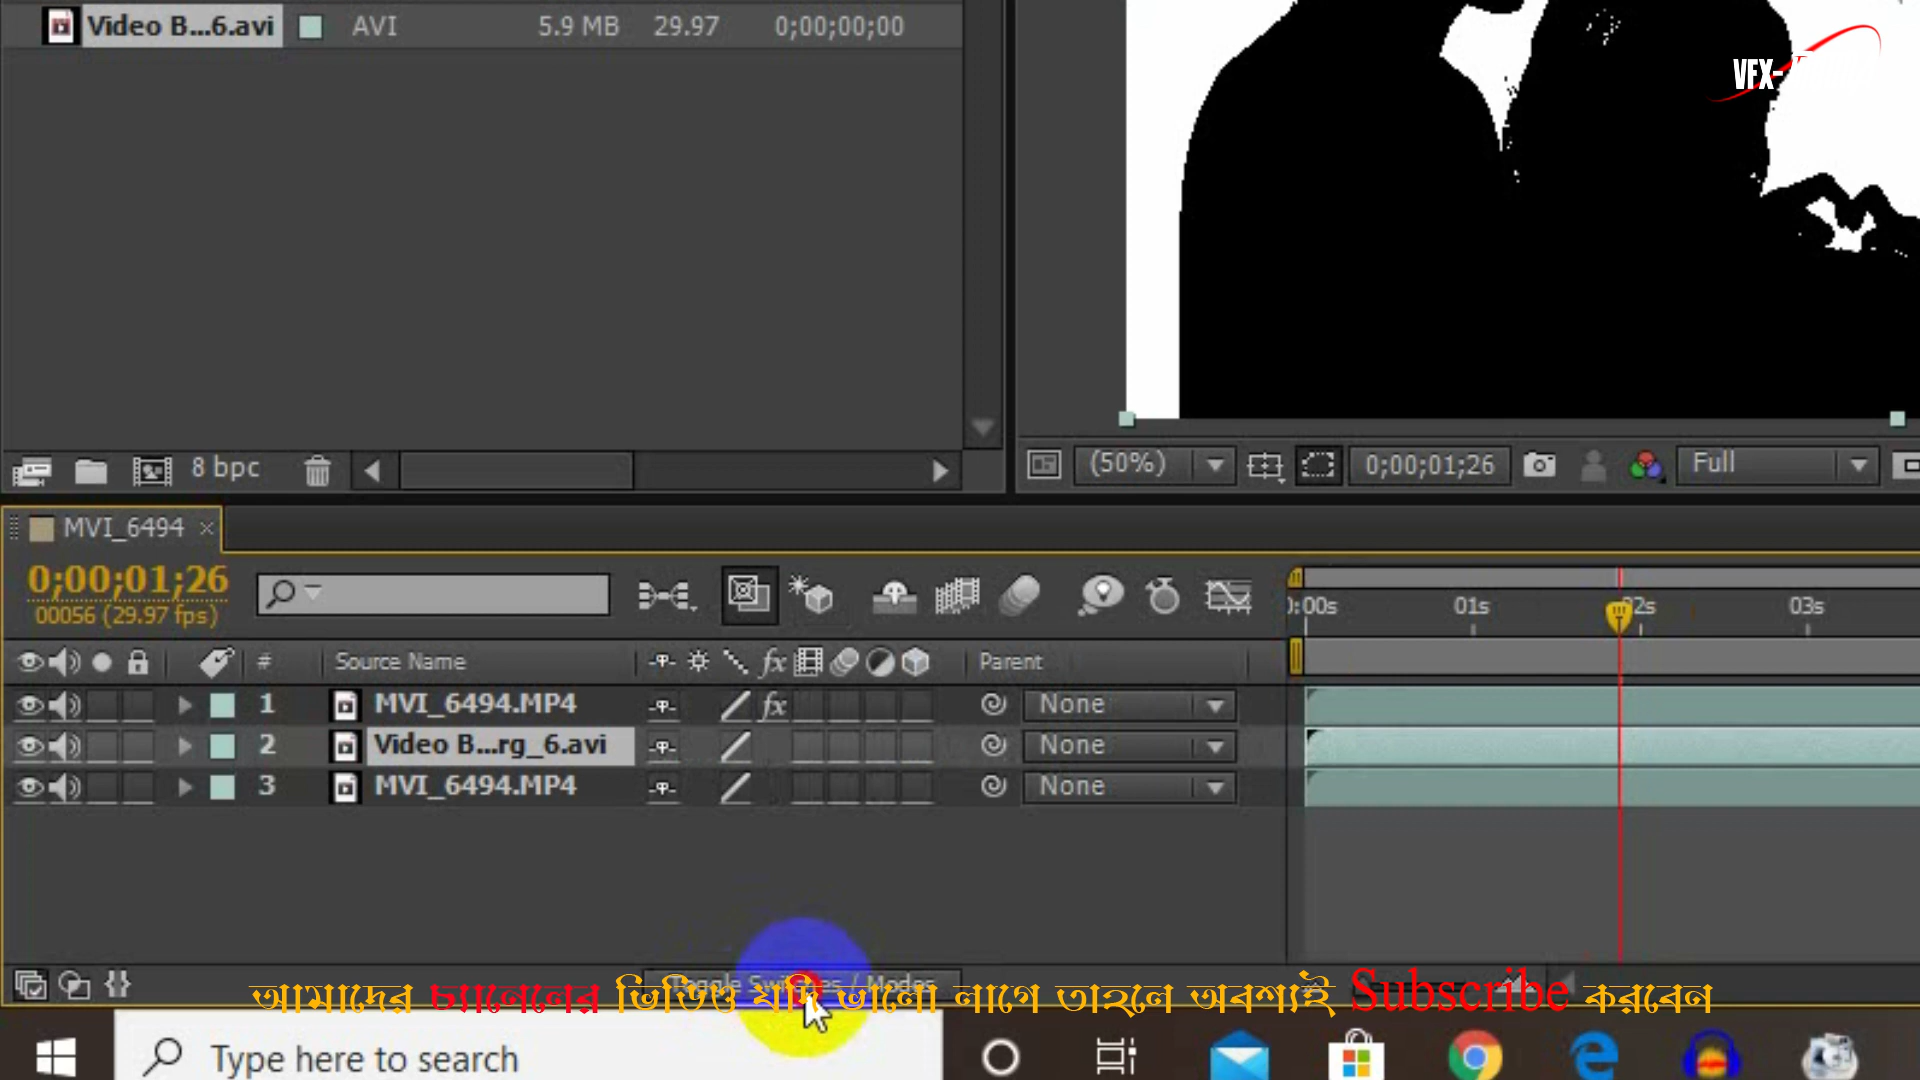 Video B...6.avi AVI 5.9 MB 29.97 0;00;00;00
VFX-
8 bpc
(50%) 0;00;01;26 Full
MVI_6494
0;00;01;26
00056 (29.97 fps)
0:00s 01s 02s 03s
# Source Name fx Parent
1 MVI_6494.MP4 fx None
2 Video B...rg_6.avi None
3 MVI_6494.MP4 None
Toggle Switches / Modes
আমাদের চ্যানেলের ভিডিও যদি ভালো লাগে তাহলে অবশ্যই Subscribe করবেন
Type here to search